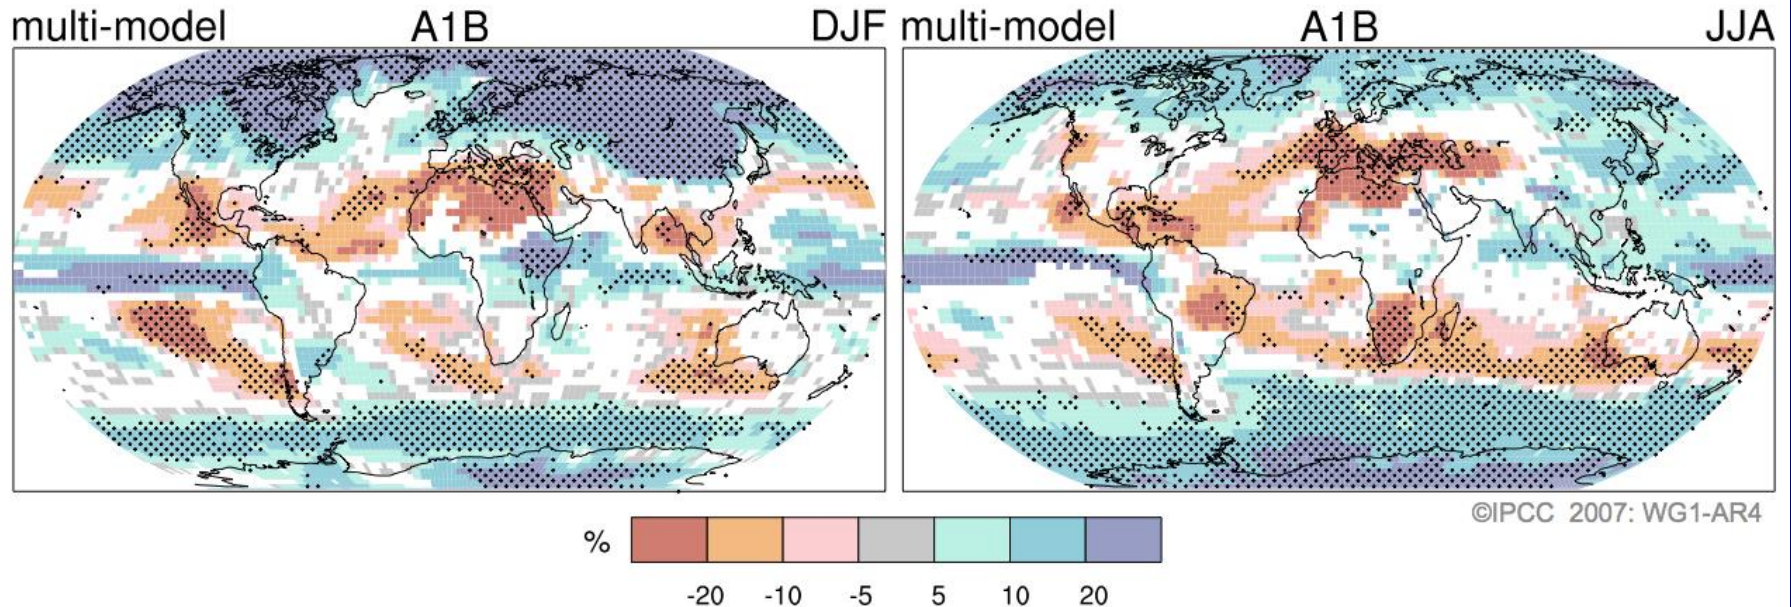 multi-model A1B DJF
multi-model A1B JJA
©IPCC 2007: WG1-AR4
%
-20 -10 -5 5 10 20